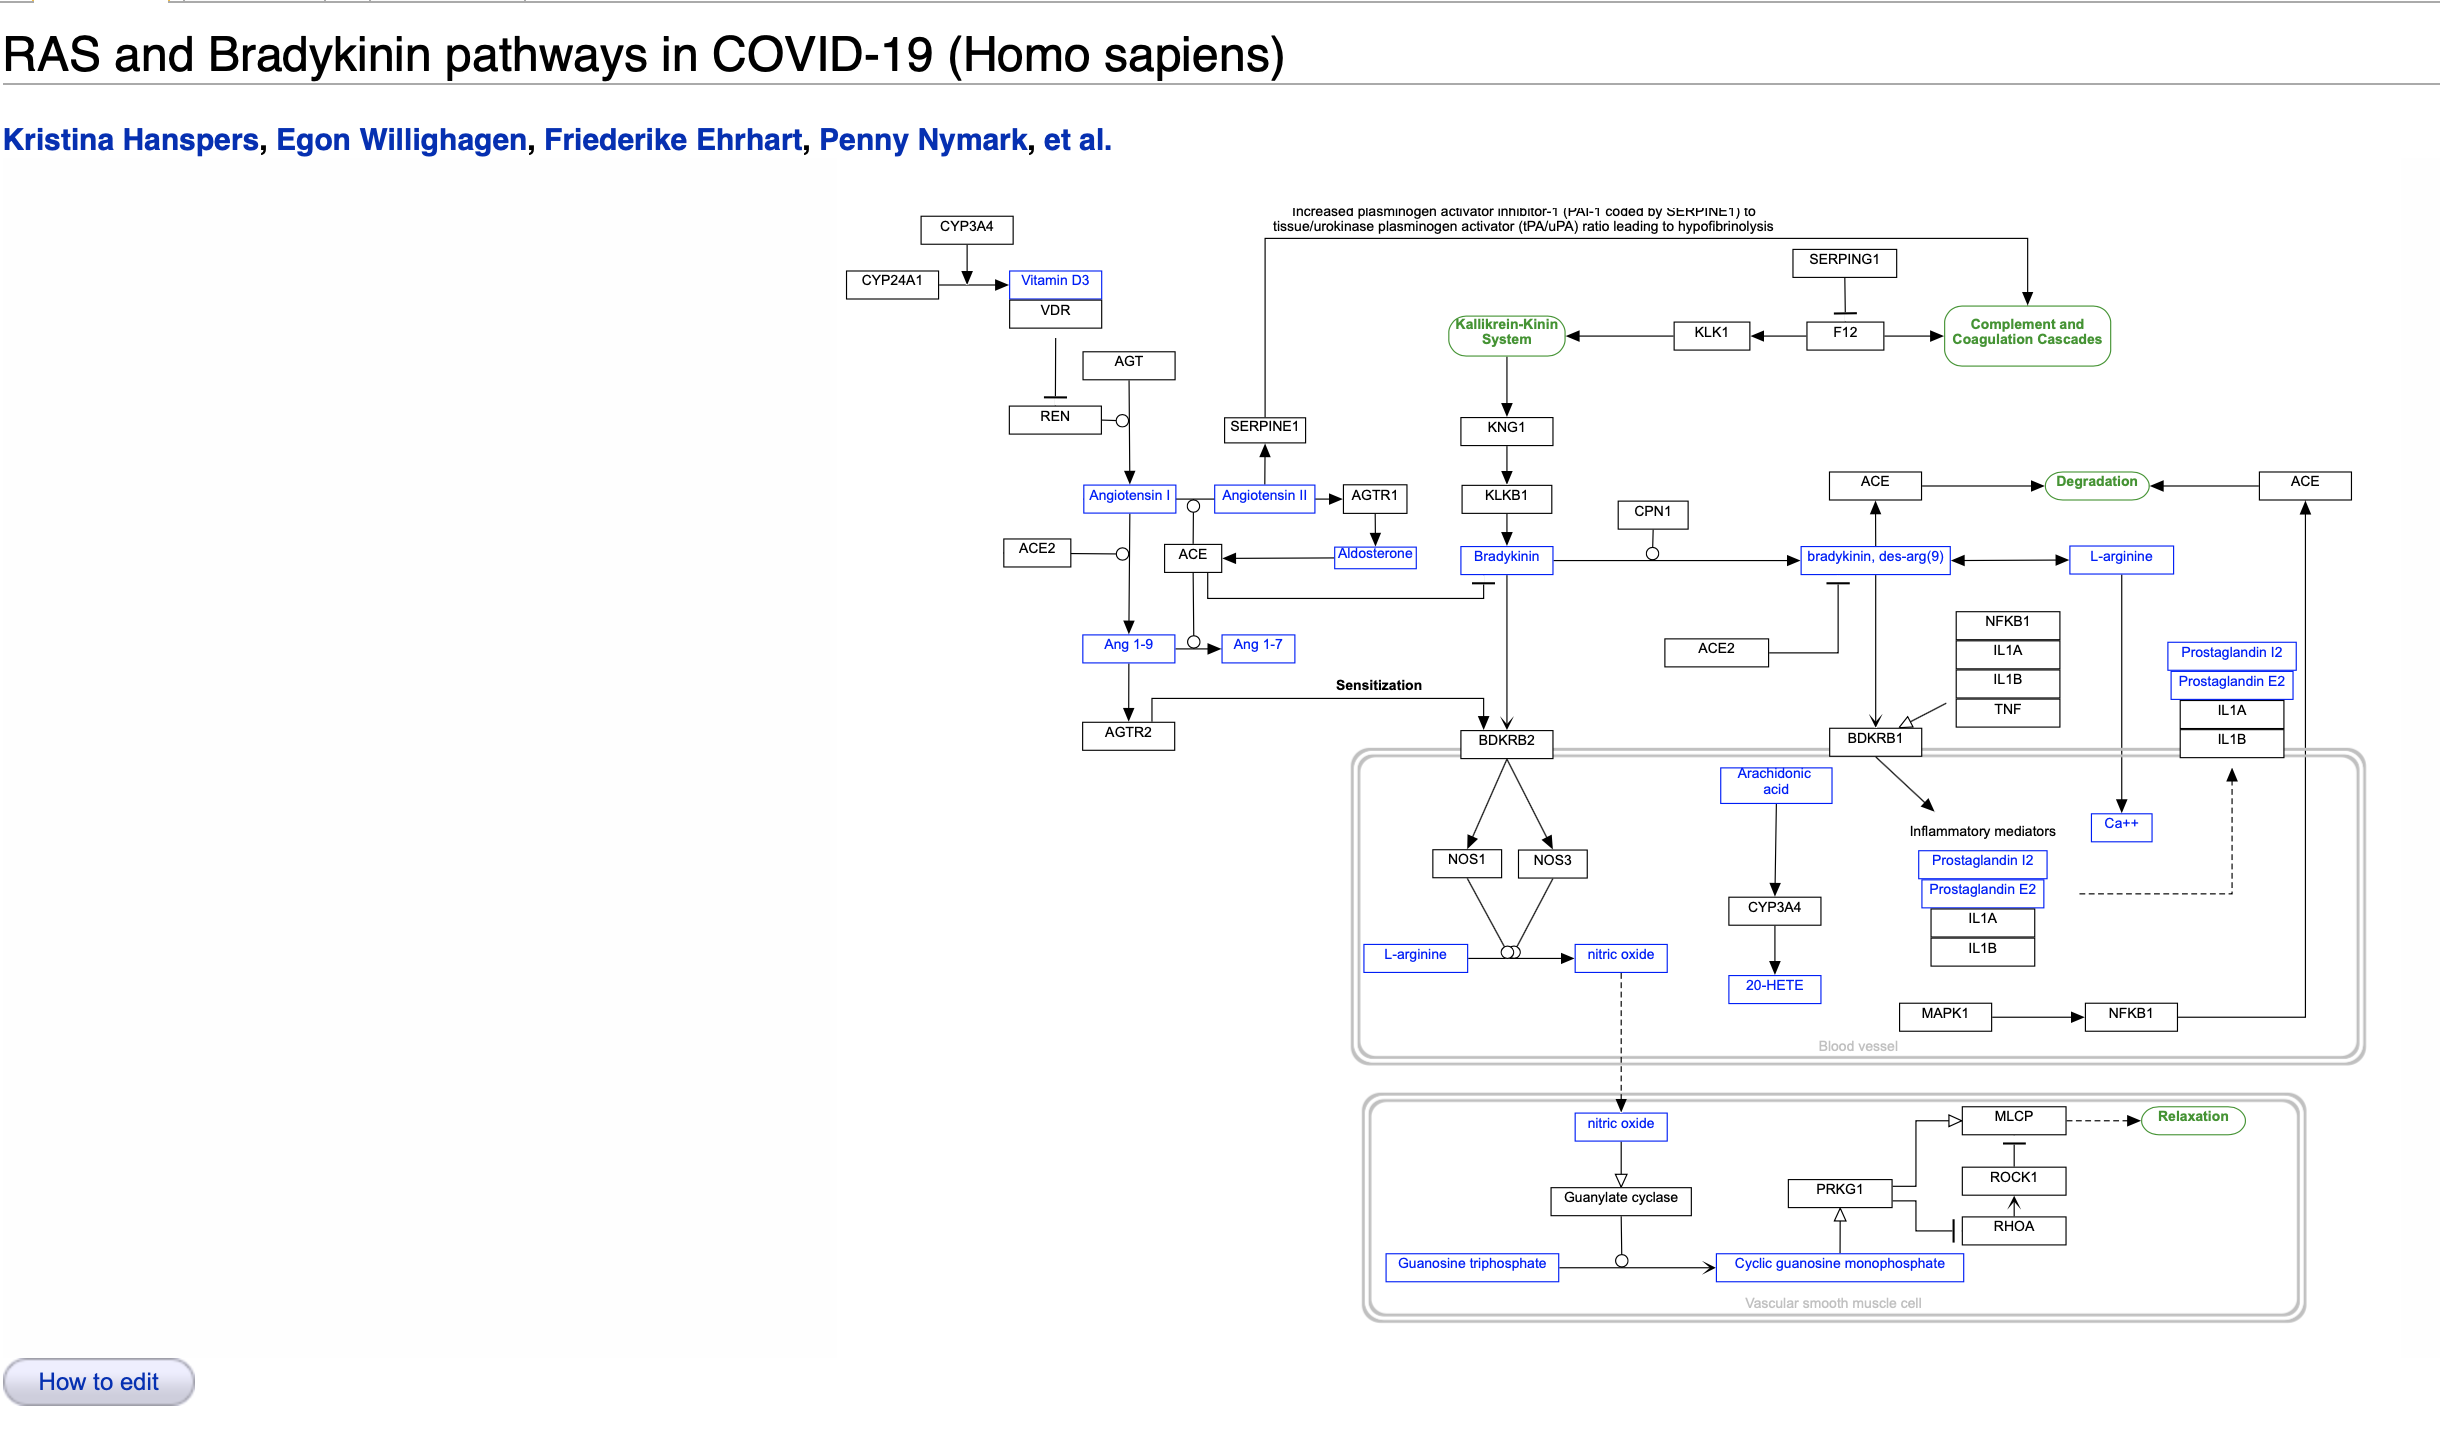 RAS and Bradykinin pathways in COVID-19 (Homo sapiens)
Kristina Hanspers, Egon Willighagen, Friederike Ehrhart, Penny Nymark, et al.
Increased plasminogen activator inhibitor-1 (PAI-1 coded by SERPINE1) to
tissue/urokinase plasminogen activator (tPA/uPA) ratio leading to hypofibrinolysis
CYP3A4
SERPING1
CYP24A1
Vitamin D3
VDR
Kallikrein-Kinin
System
KLK1
F12
Complement and
Coagulation Cascades
AGT
REN
SERPINE1
KNG1
ACE
Degradation
ACE
Angiotensin I
Angiotensin II
AGTR1
KLKB1
CPN1
ACE2
ACE
Aldosterone
Bradykinin
bradykinin, des-arg(9)
L-arginine
NFKB1
IL1A
IL1B
TNF
Ang 1-9
Ang 1-7
ACE2
Prostaglandin I2
Prostaglandin E2
IL1A
IL1B
Sensitization
AGTR2
BDKRB2
BDKRB1
Arachidonic
acid
Inflammatory mediators
Ca++
NOS1
NOS3
Prostaglandin I2
Prostaglandin E2
IL1A
IL1B
CYP3A4
L-arginine
nitric oxide
20-HETE
MAPK1
NFKB1
Blood vessel
nitric oxide
MLCP
Relaxation
Guanylate cyclase
PRKG1
ROCK1
RHOA
Guanosine triphosphate
Cyclic guanosine monophosphate
Vascular smooth muscle cell
How to edit